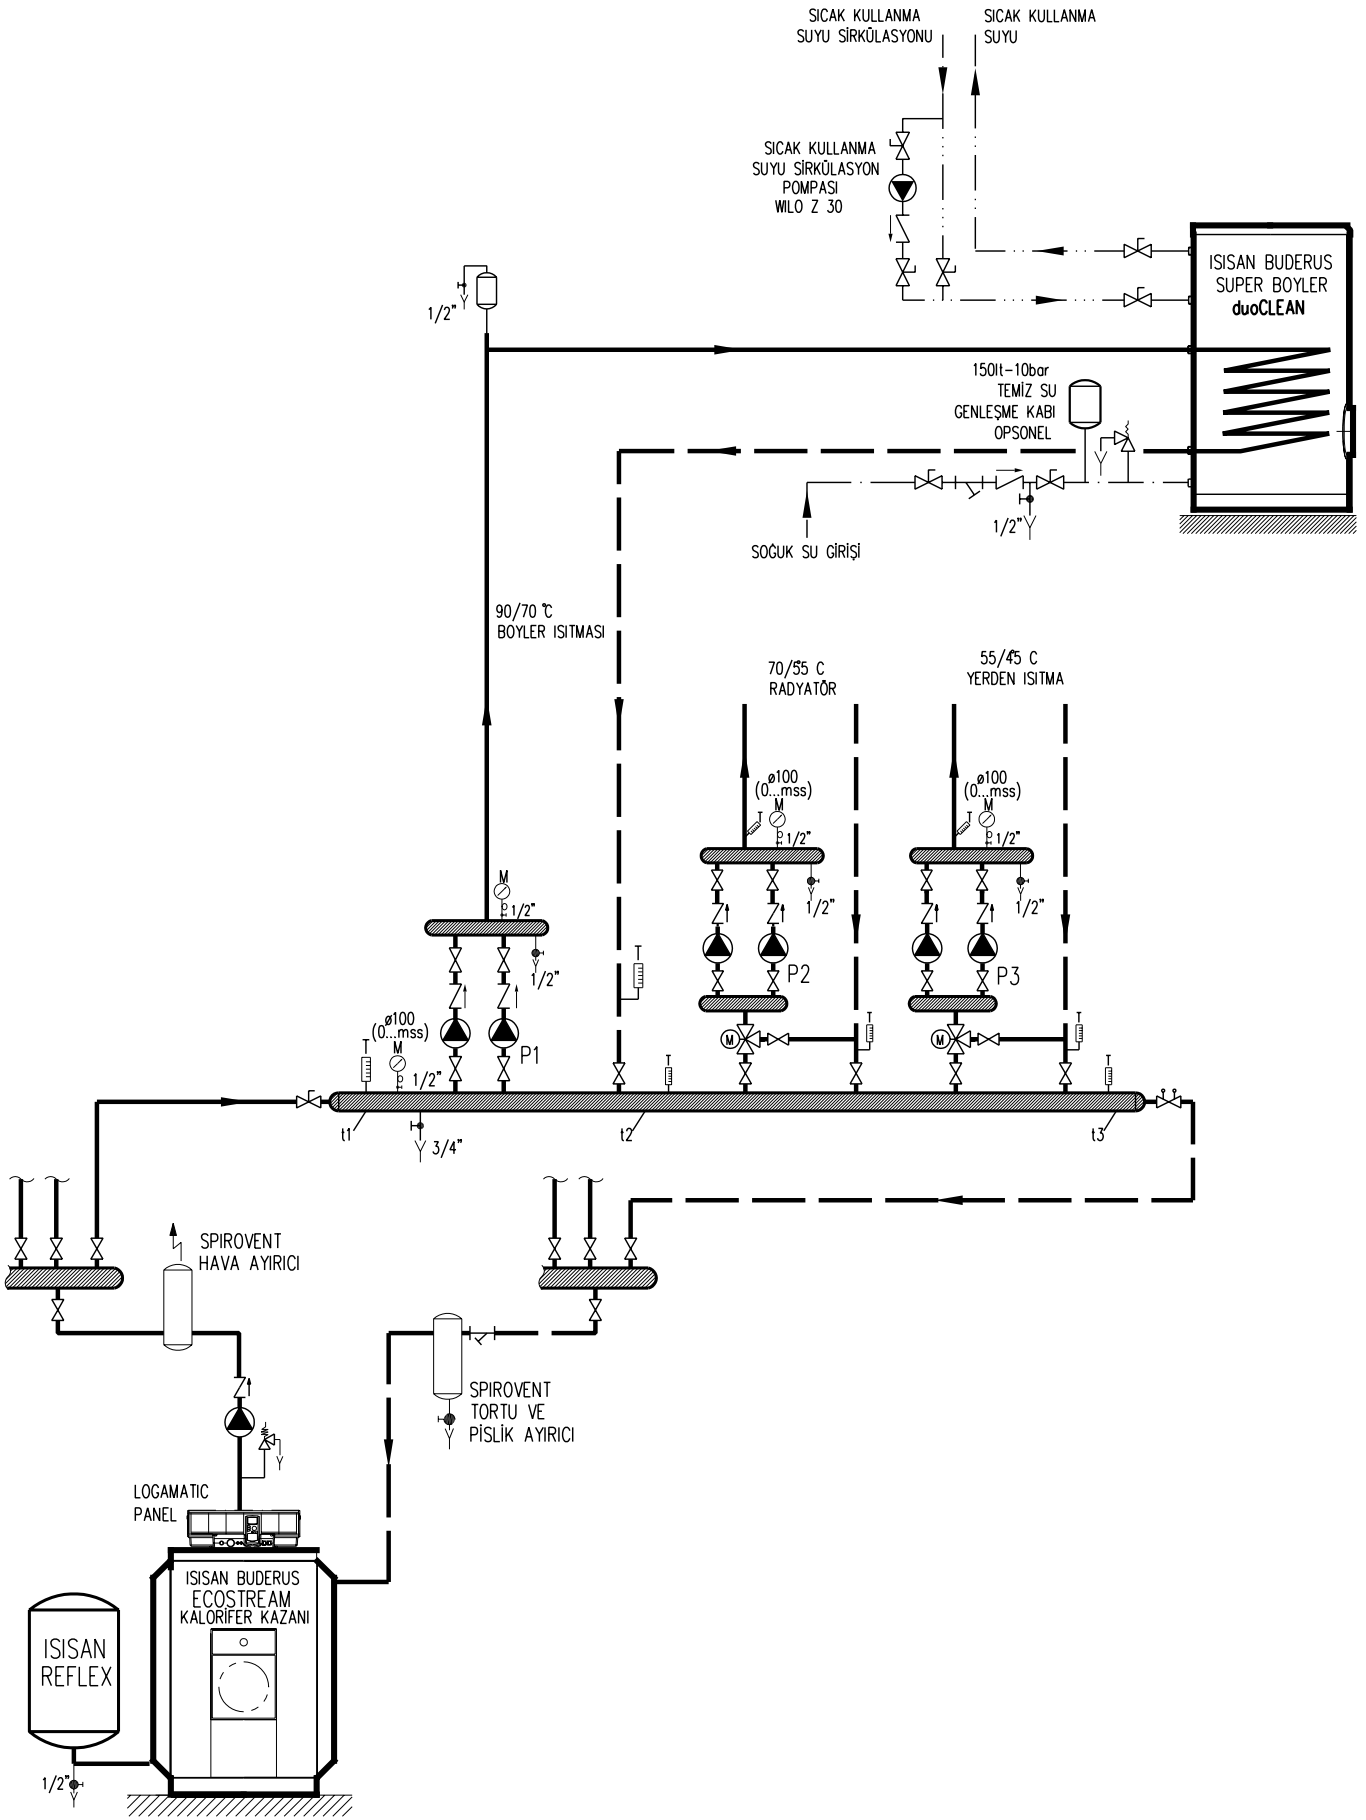 SICAK KULLANMA
SUYU SİRKÜLASYONU
SICAK KULLANMA
SUYU
SICAK KULLANMA
SUYU SİRKÜLASYON
POMPASI
WILO Z 30
ISISAN BUDERUS
SUPER BOYLER
duoCLEAN
1/2"
150lt-10bar
TEMİZ SU
GENLEŞME KABI
OPSONEL
1/2"
SOĞUK SU GİRİŞİ
90/70 °C
BOYLER ISITMASI
70/55 C
RADYATÖR
55/45 C
YERDEN ISITMA
ø100
(0...mss)
M
T
1/2"
1/2"
ø100
(0...mss)
M
T
1/2"
1/2"
M
1/2"
1/2"
T
P2
P3
ø100
(0...mss)
M
T
1/2"
P1
M
T
M
T
T
T
t1
t2
t3
3/4"
SPIROVENT
HAVA AYIRICI
SPIROVENT
TORTU VE
PİSLİK AYIRICI
LOGAMATIC
PANEL
ISISAN BUDERUS
ECOSTREAM
KALORİFER KAZANI
ISISAN
REFLEX
1/2"